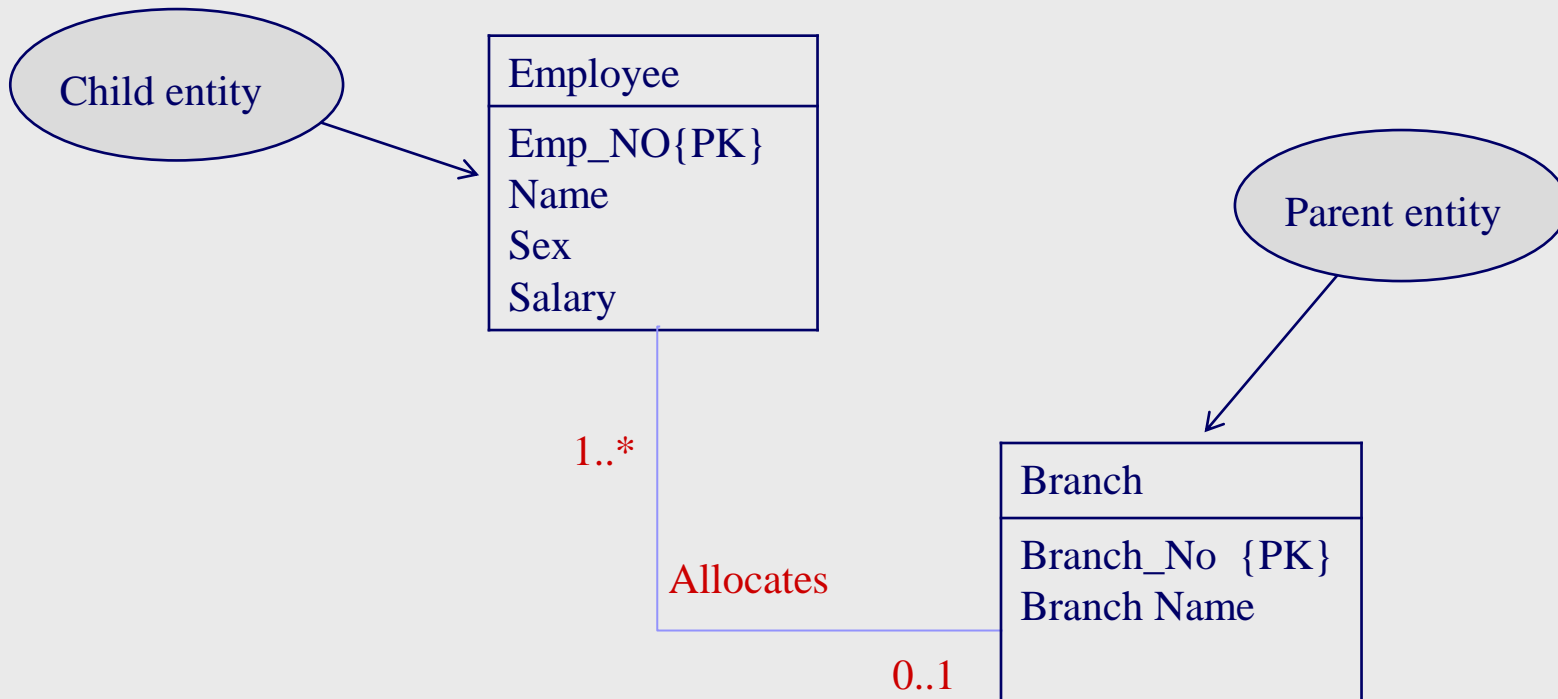 Child entity
Employee
Emp_NO{PK}
Name
Sex
Salary
Parent entity
1..*
Allocates
0..1
Branch
Branch_No {PK}
Branch Name